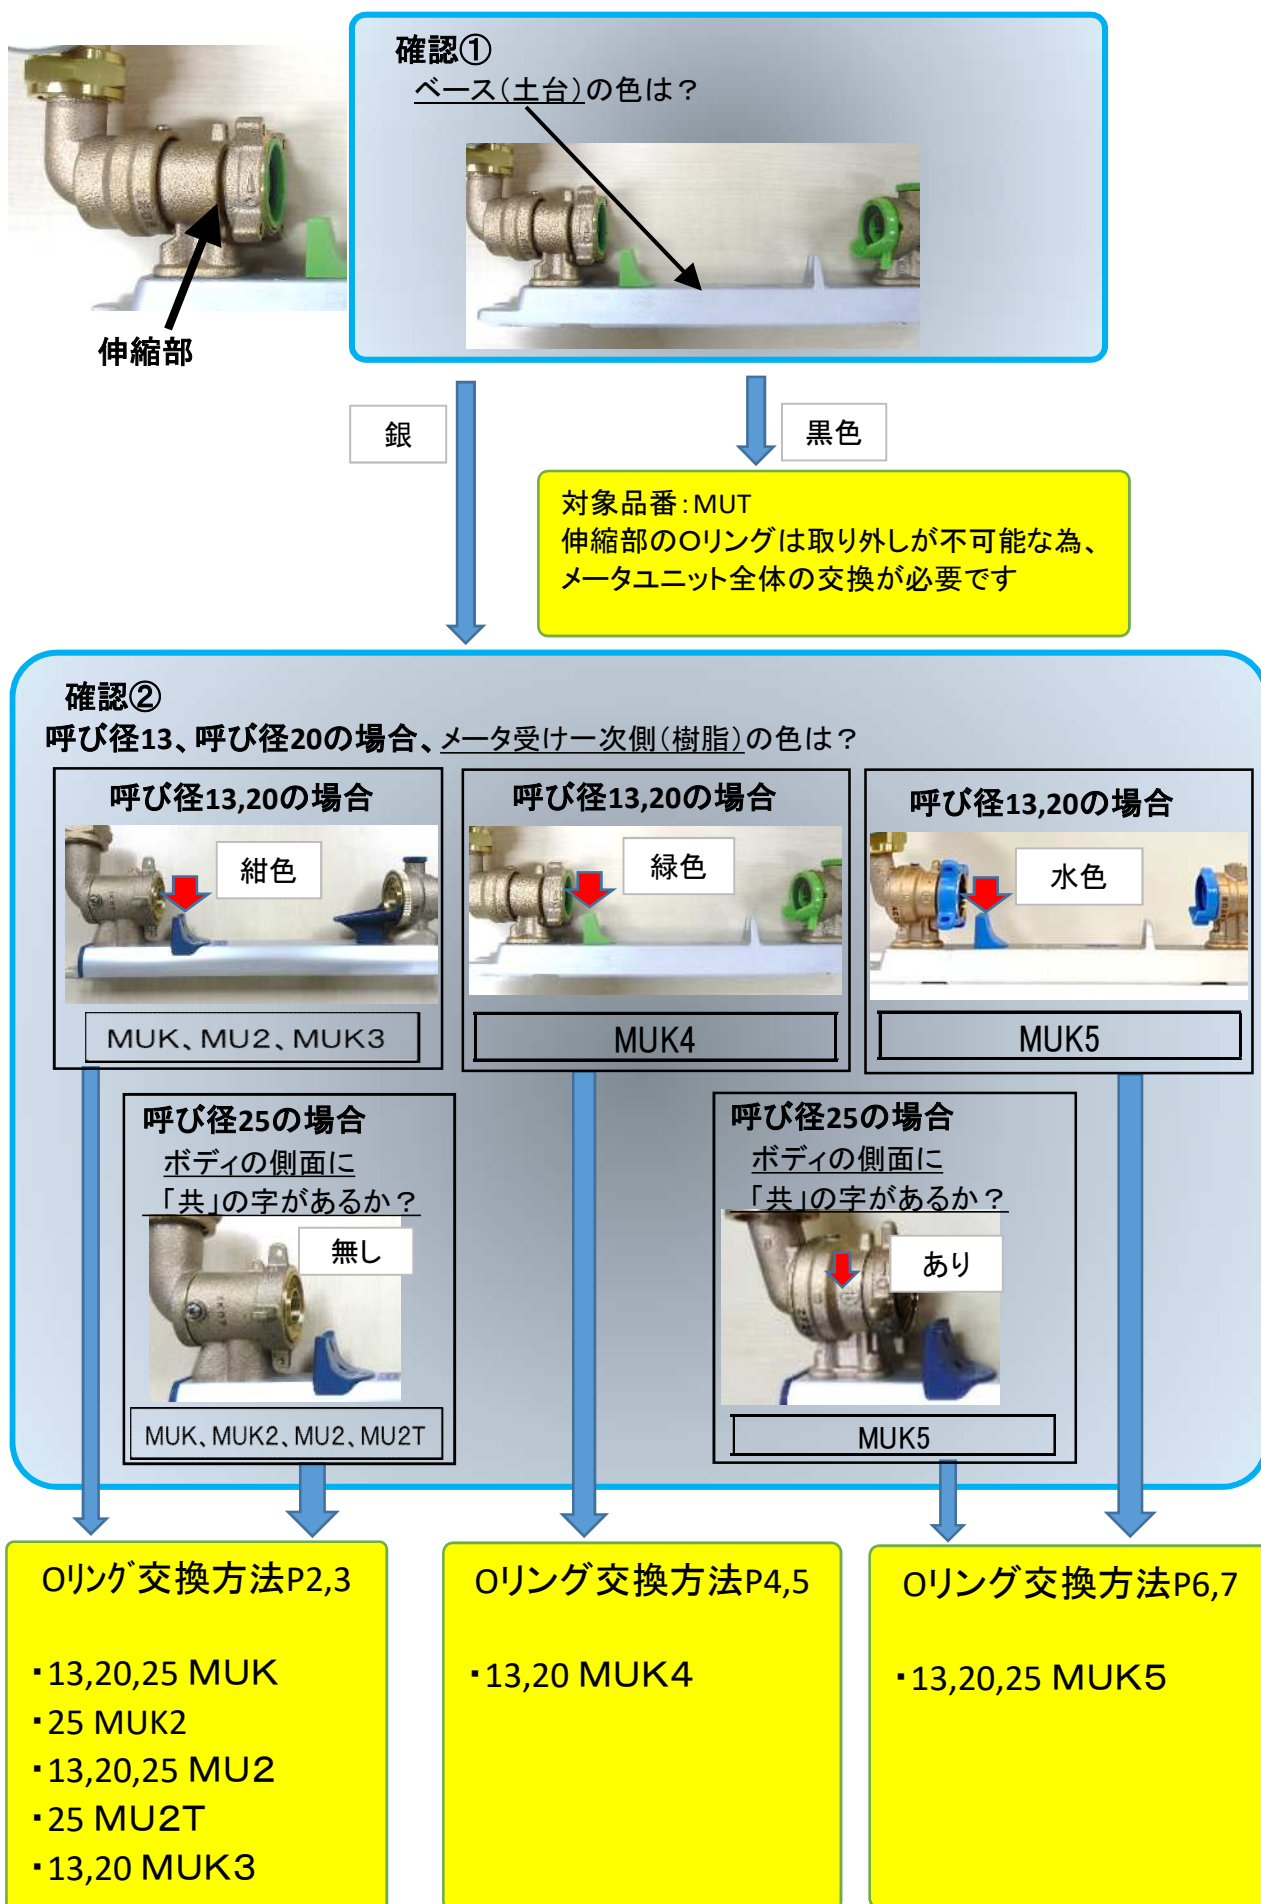 確認①
ベース(土台)の色は？
伸縮部
銀
黒色
対象品番：MUT
伸縮部のOリングは取り外しが不可能な為、
メータユニット全体の交換が必要です
確認②
呼び径13、呼び径20の場合、メータ受け一次側(樹脂)の色は？
呼び径13,20の場合
紺色
MUK、MU2、MUK3
呼び径13,20の場合
緑色
MUK4
呼び径13,20の場合
水色
MUK5
呼び径25の場合
ボディの側面に
「共」の字があるか？
無し
MUK、MUK2、MU2、MU2T
呼び径25の場合
ボディの側面に
「共」の字があるか？
あり
MUK5
Oﾘﾝｸﾞ交換方法P2,3
・13,20,25 MUK
・25 MUK2
・13,20,25 MU2
・25 MU2T
・13,20 MUK3
Oリング交換方法P4,5
・13,20 MUK4
Oリング交換方法P6,7
・13,20,25 MUK5